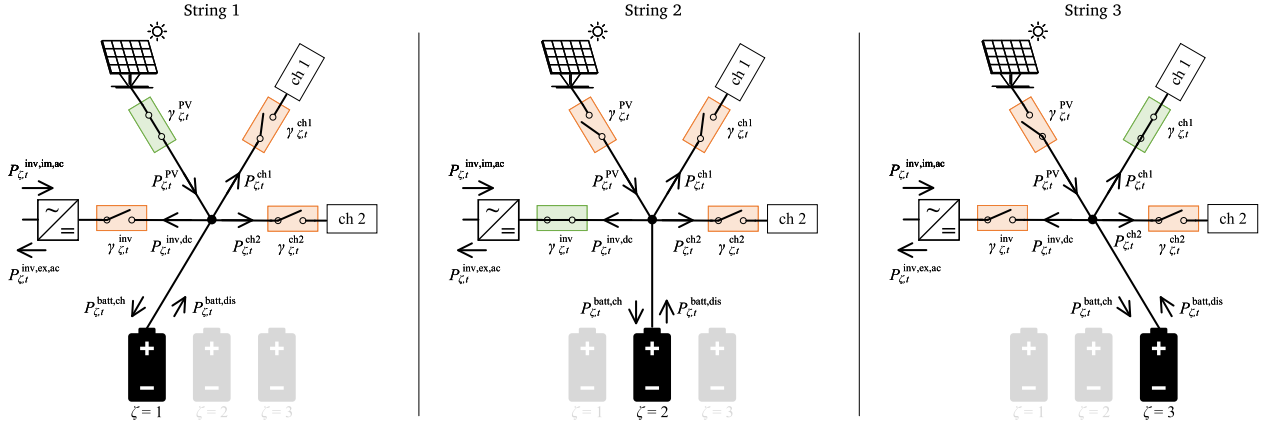 String 1
String 2
String 3
ch 1
γ ζ,t PV
γ ζ,t ch1
P ζ,t inv,im,ac
P ζ,t PV
P ζ,t ch1
~
=
ch 2
γ ζ,t inv
P ζ,t inv,dc
P ζ,t ch2
γ ζ,t ch2
P ζ,t inv,ex,ac
P ζ,t batt,ch
P ζ,t batt,dis
+ + +
− − −
ζ = 1 ζ = 2 ζ = 3
ch 1
γ ζ,t PV
γ ζ,t ch1
P ζ,t inv,im,ac
P ζ,t PV
P ζ,t ch1
~
=
ch 2
γ ζ,t inv
P ζ,t inv,dc
P ζ,t ch2
γ ζ,t ch2
P ζ,t inv,ex,ac
P ζ,t batt,ch
P ζ,t batt,dis
+ + +
− − −
ζ = 1 ζ = 2 ζ = 3
ch 1
γ ζ,t PV
γ ζ,t ch1
P ζ,t inv,im,ac
P ζ,t PV
P ζ,t ch1
~
=
ch 2
γ ζ,t inv
P ζ,t inv,dc
P ζ,t ch2
γ ζ,t ch2
P ζ,t inv,ex,ac
P ζ,t batt,ch
P ζ,t batt,dis
+ + +
− − −
ζ = 1 ζ = 2 ζ = 3